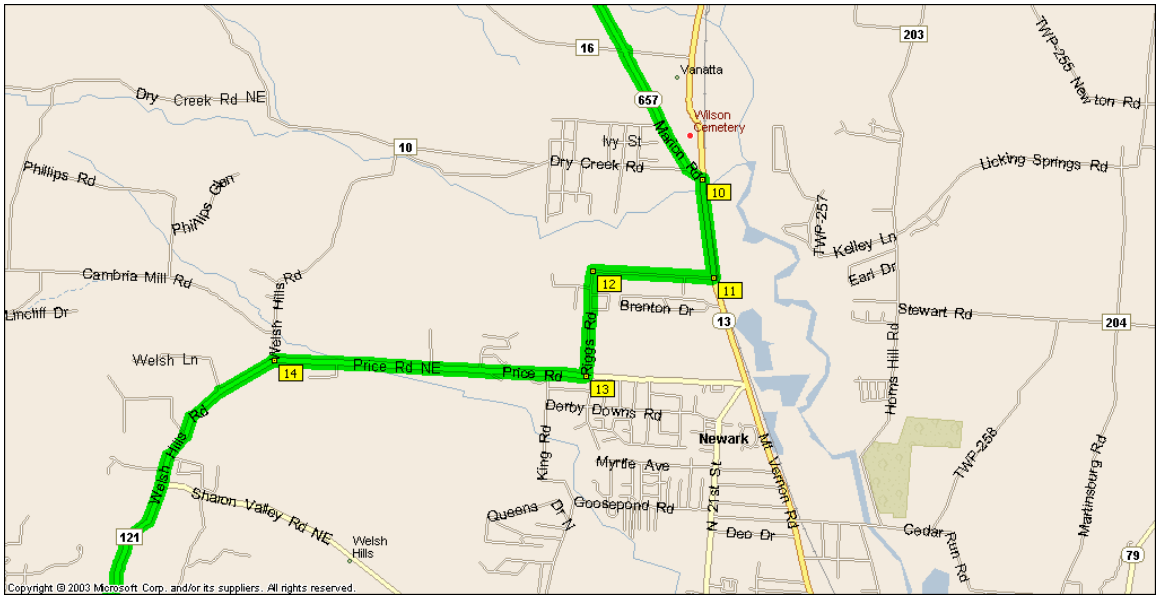 203
16
TWP-255 Newton Rd
Vanatta
657
Dry Creek Rd NE
Wilson
Cemetery
Marion Rd
Ivy St
10
Dry Creek Rd
Licking Springs Rd
Phillips Rd
Phillips Glen
10
TWP-257
Kelley Ln
Cambria Mill Rd
Welsh Hills Rd
Earl Dr
12
11
Brenton Dr
Lincliff Dr
Stewart Rd
13
204
Riggs Rd
Welsh Ln
Price Rd NE
Price Rd
14
13
Horns Hill Rd
Derby Downs Rd
Welsh Hills Rd
Newark
King Rd
Mt Vernon Rd
TWP-258
Martinsburg Rd
Myrtle Ave
N 21st St
Sharon Valley Rd NE
Queens Dr N
Goosepond Rd
Deo Dr
Cedar Run Rd
121
Welsh
Hills
79
Copyright © 2003 Microsoft Corp. and/or its suppliers. All rights reserved.